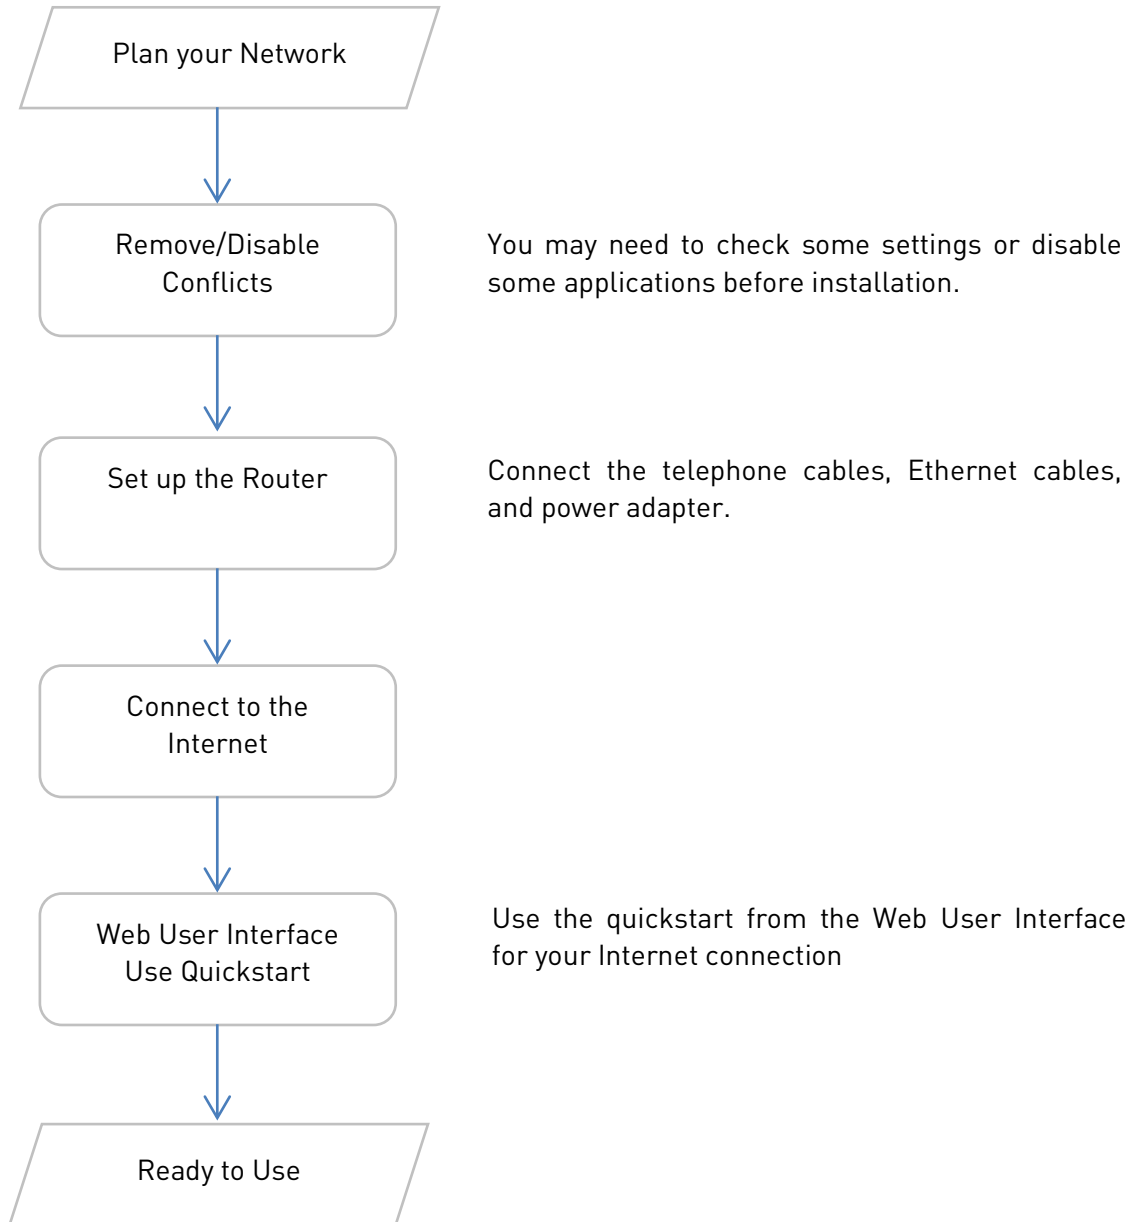 Plan your Network
Remove/Disable
Conflicts
You may need to check some settings or disable
some applications before installation.
Set up the Router
Connect the telephone cables, Ethernet cables,
and power adapter.
Connect to the
Internet
Web User Interface
Use Quickstart
Use the quickstart from the Web User Interface
for your Internet connection
Ready to Use